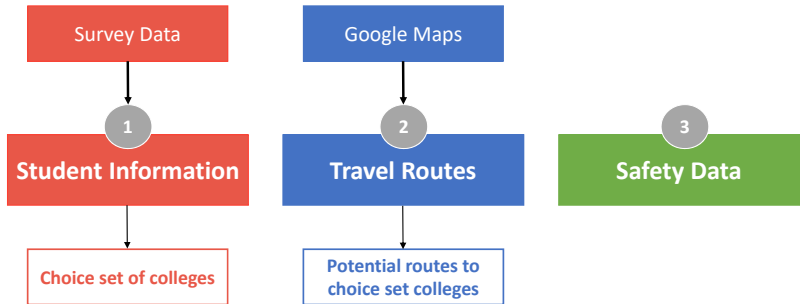 Survey Data
Google Maps
1
2
3
Student Information
Travel Routes
Safety Data
Choice set of colleges
Potential routes to
choice set colleges